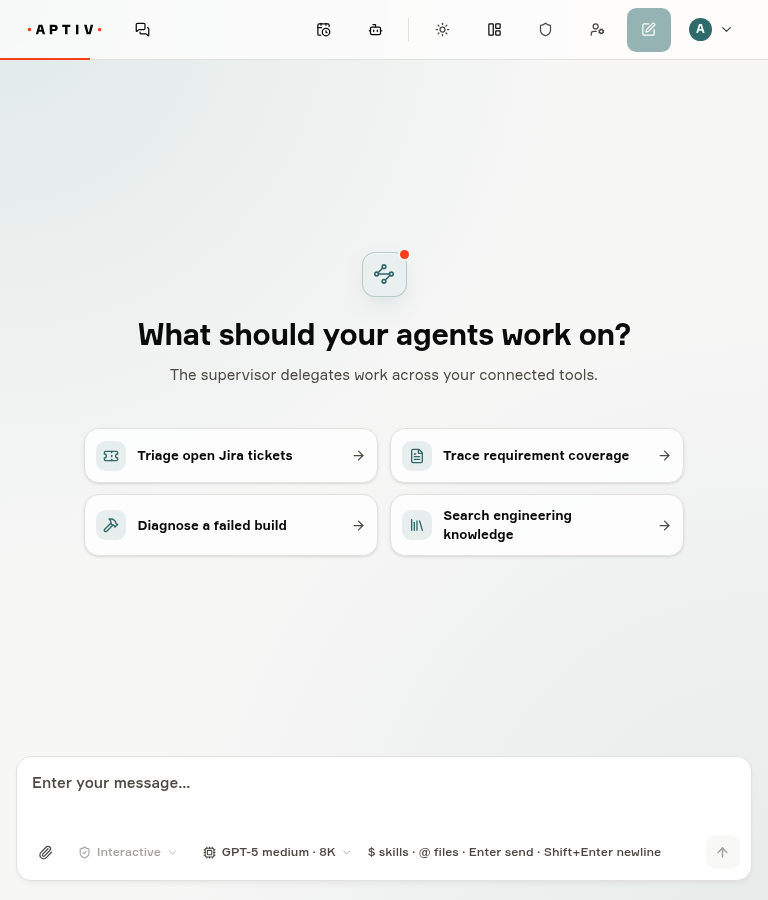 APTIV
A
What should your agents work on?
The supervisor delegates work across your connected tools.
Triage open Jira tickets
Trace requirement coverage
Diagnose a failed build
Search engineering
knowledge
Enter your message...
Interactive
GPT-5 medium · 8K
$ skills · @ files · Enter send · Shift+Enter newline